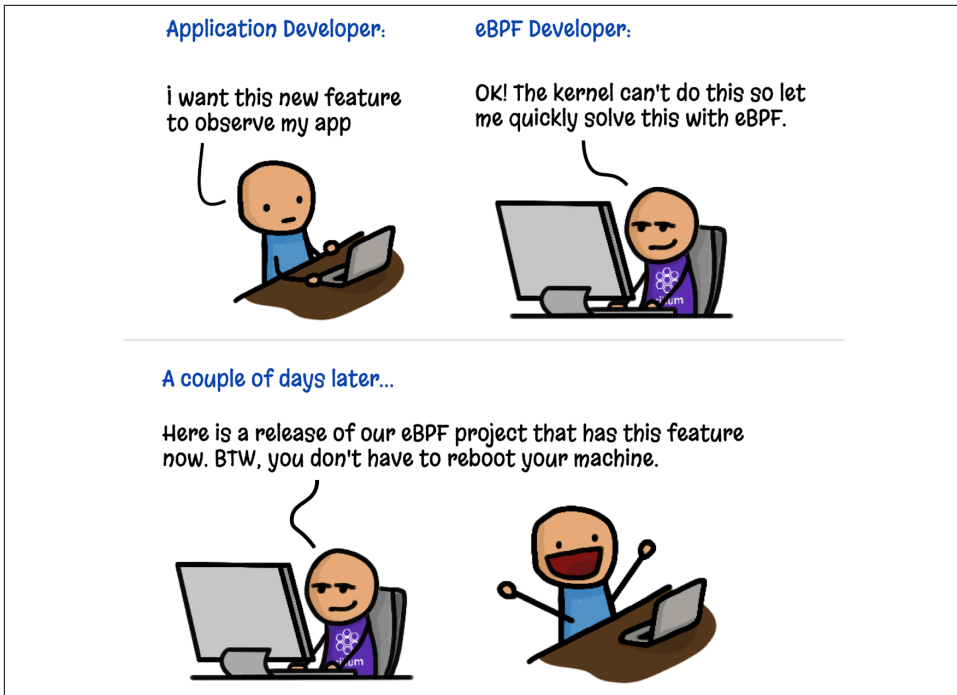 Application Developer:
eBPF Developer:
i want this new feature
to observe my app
OK! The kernel can't do this so let
me quickly solve this with eBPF.
A couple of days later...
Here is a release of our eBPF project that has this feature
now. BTW, you don't have to reboot your machine.